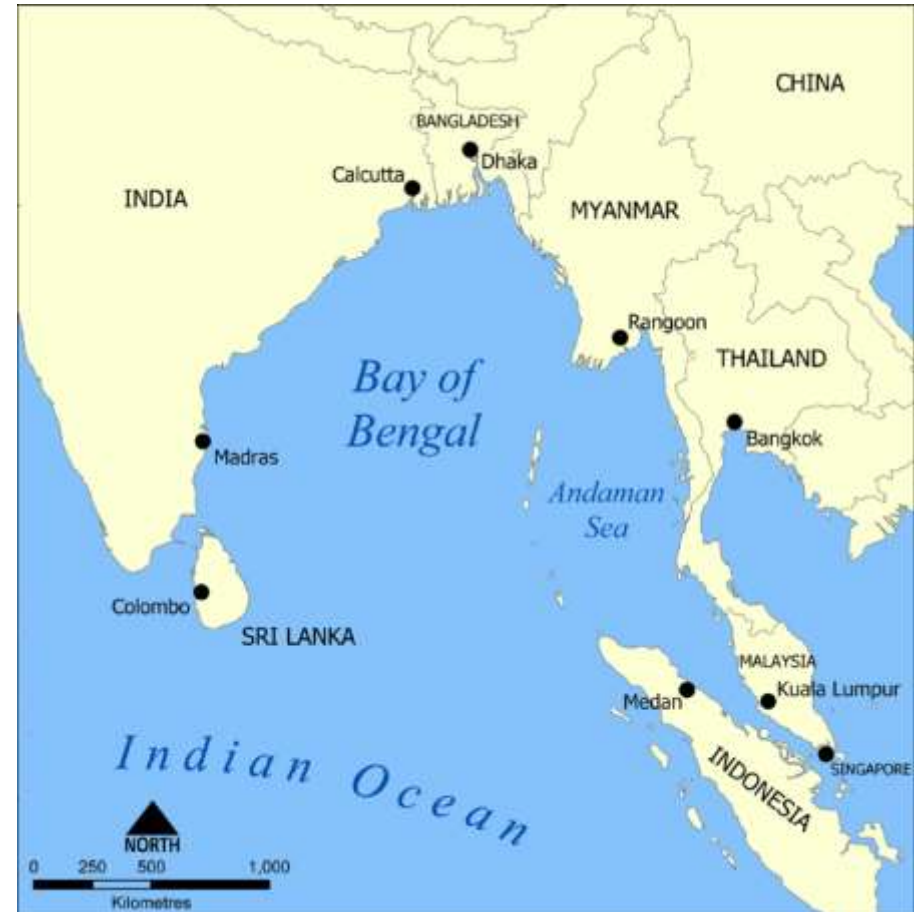 CHINA
BANGLADESH
Dhaka
Calcutta
INDIA
MYANMAR
Rangoon
THAILAND
Bay of
Bengal
Bangkok
Madras
Andaman
Sea
Colombo
SRI LANKA
MALAYSIA
Kuala Lumpur
Medan
Indian Ocean
INDONESIA
SINGAPORE
NORTH
0 250 500 1,000
Kilometres